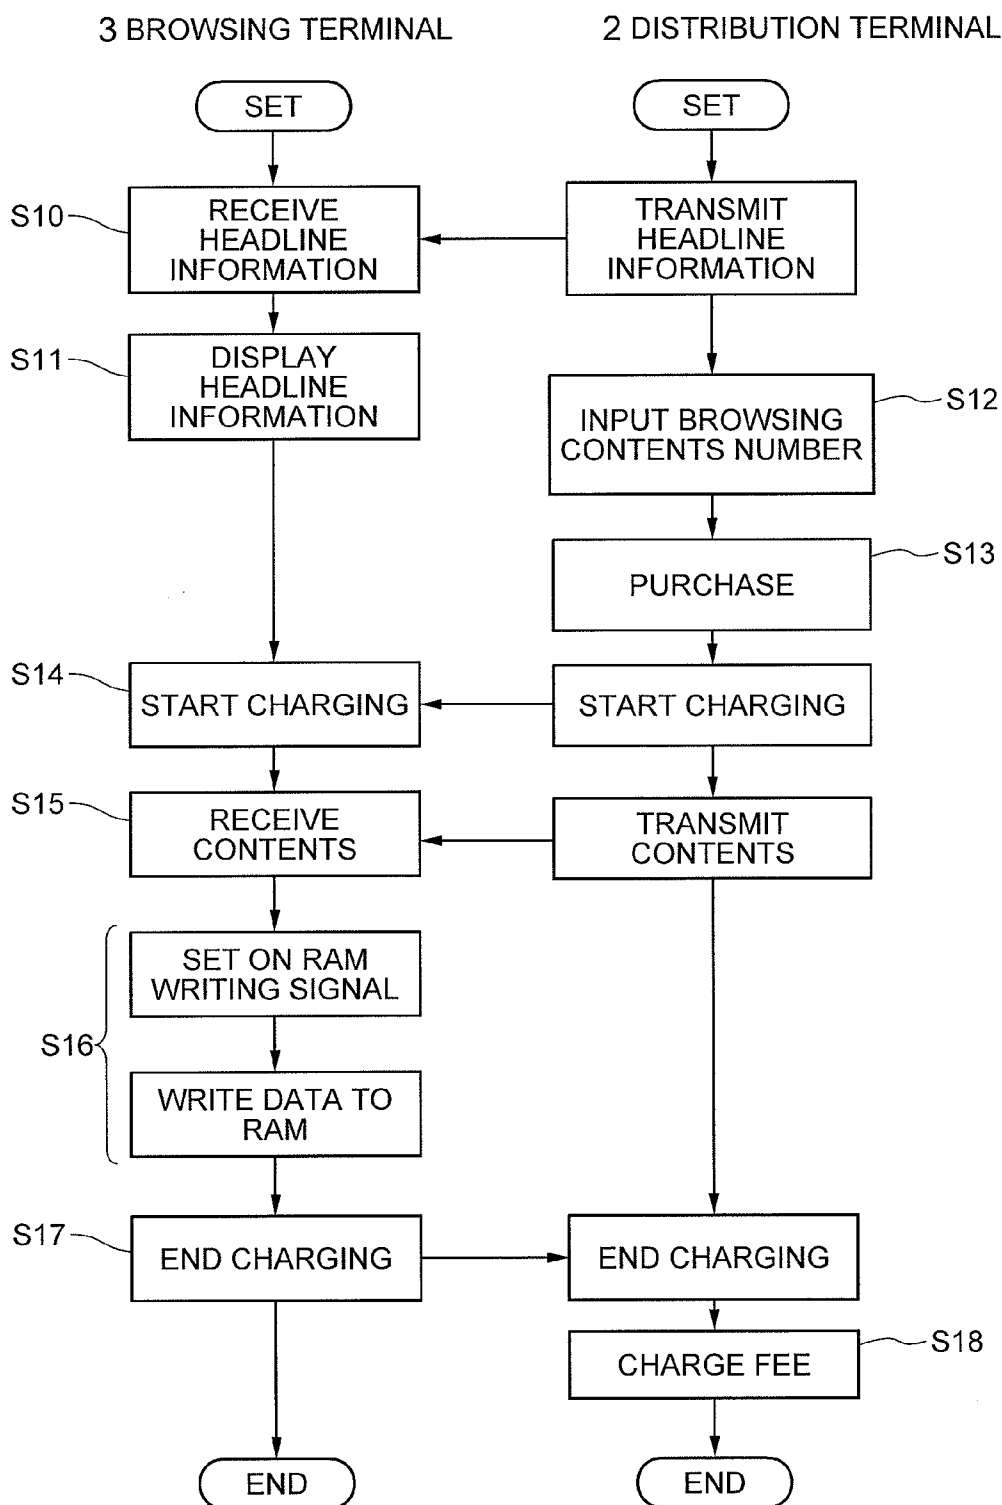 3 BROWSING TERMINAL
2 DISTRIBUTION TERMINAL
SET
SET
S10
RECEIVE
HEADLINE
INFORMATION
TRANSMIT
HEADLINE
INFORMATION
S11
DISPLAY
HEADLINE
INFORMATION
INPUT BROWSING
CONTENTS NUMBER
S12
PURCHASE
S13
S14
START CHARGING
START CHARGING
S15
RECEIVE
CONTENTS
TRANSMIT
CONTENTS
S16
SET ON RAM
WRITING SIGNAL
WRITE DATA TO
RAM
S17
END CHARGING
END CHARGING
CHARGE FEE
S18
END
END